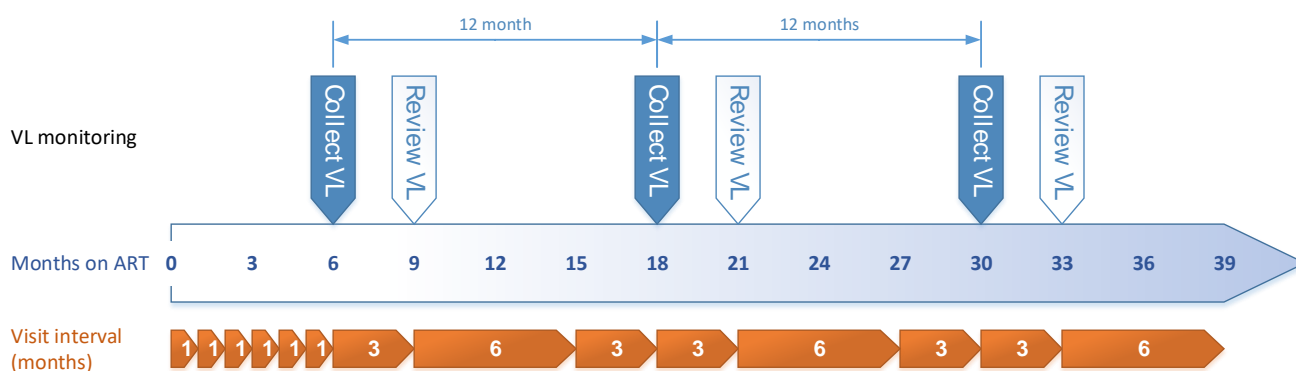 12 month 12 months
Collect VL
Review VL
Collect VL
Review VL
Collect VL
Review VL
VL monitoring
Months on ART 0 3 6 9 12 15 18 21 24 27 30 33 36 39
Visit interval
(months)
1 1 1 1 1 1 3 6 3 3 6 3 3 6